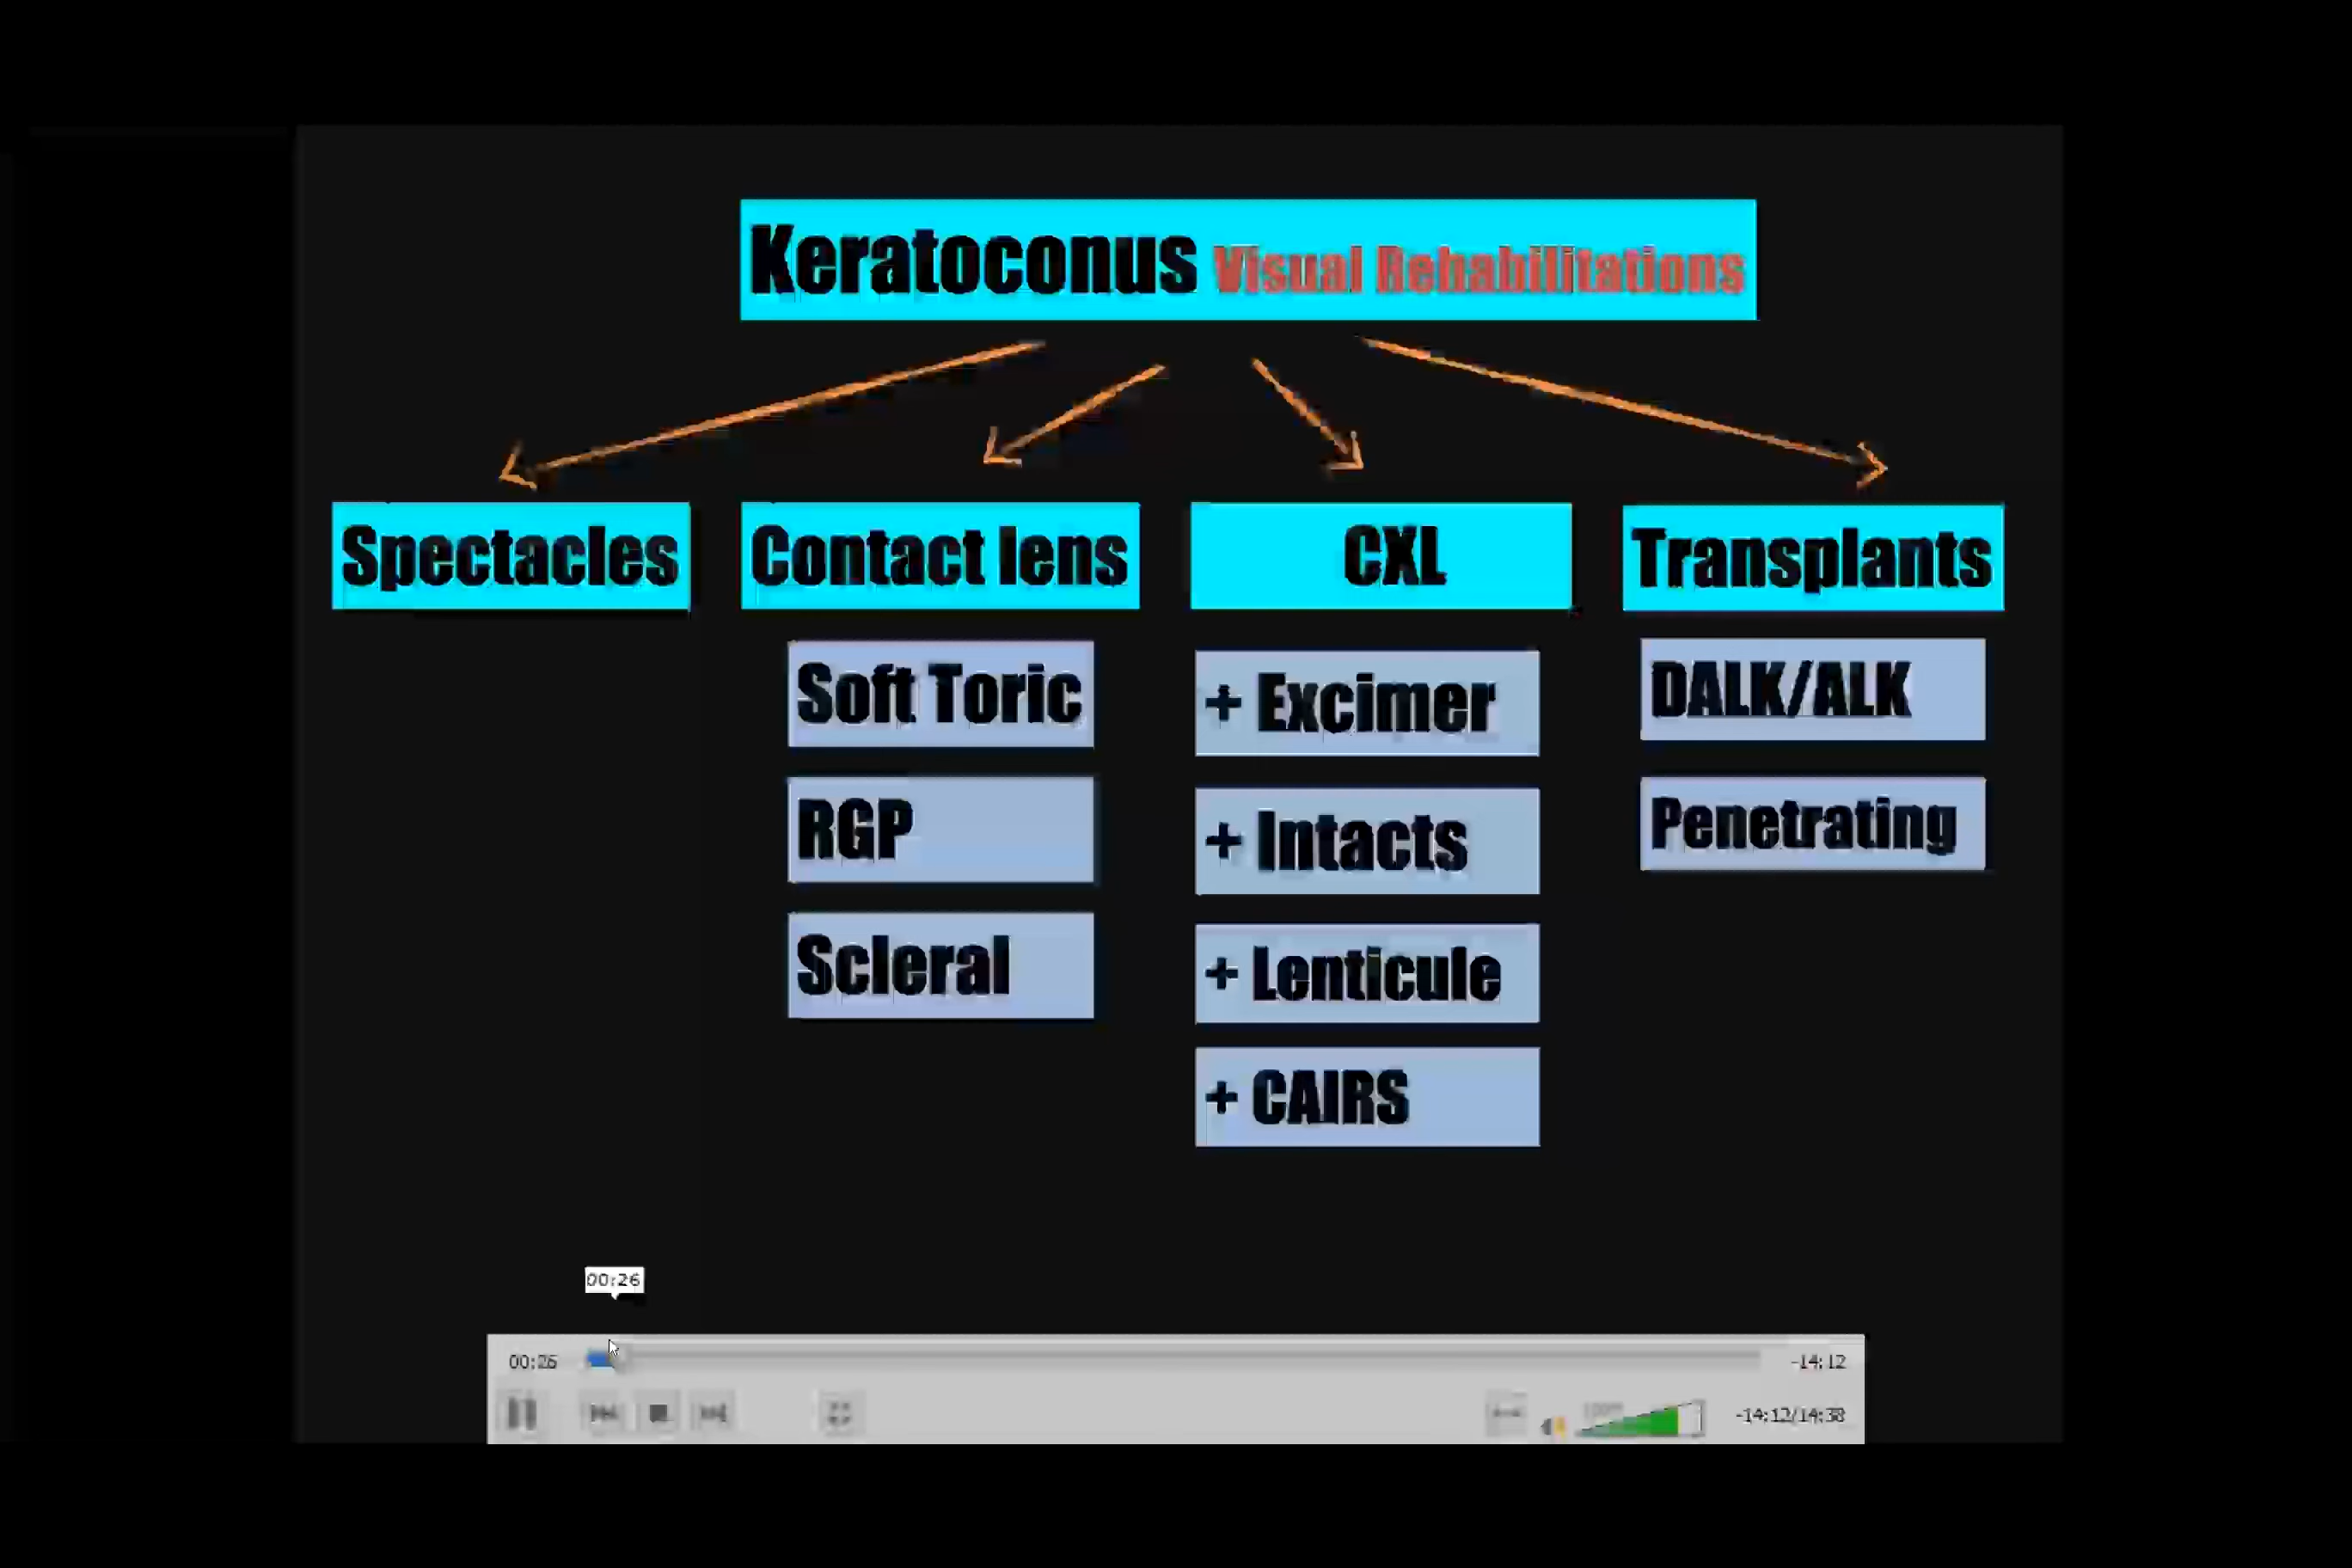 Keratoconus Visual Rehabilitations
Spectacles
Contact lens
CXL
Transplants
Soft Toric
RGP
Scleral
+ Excimer
+ Intacts
+ Lenticule
+ CAIRS
DALK/ALK
Penetrating
00:26
00:26
-14:12
-14:12/14:38